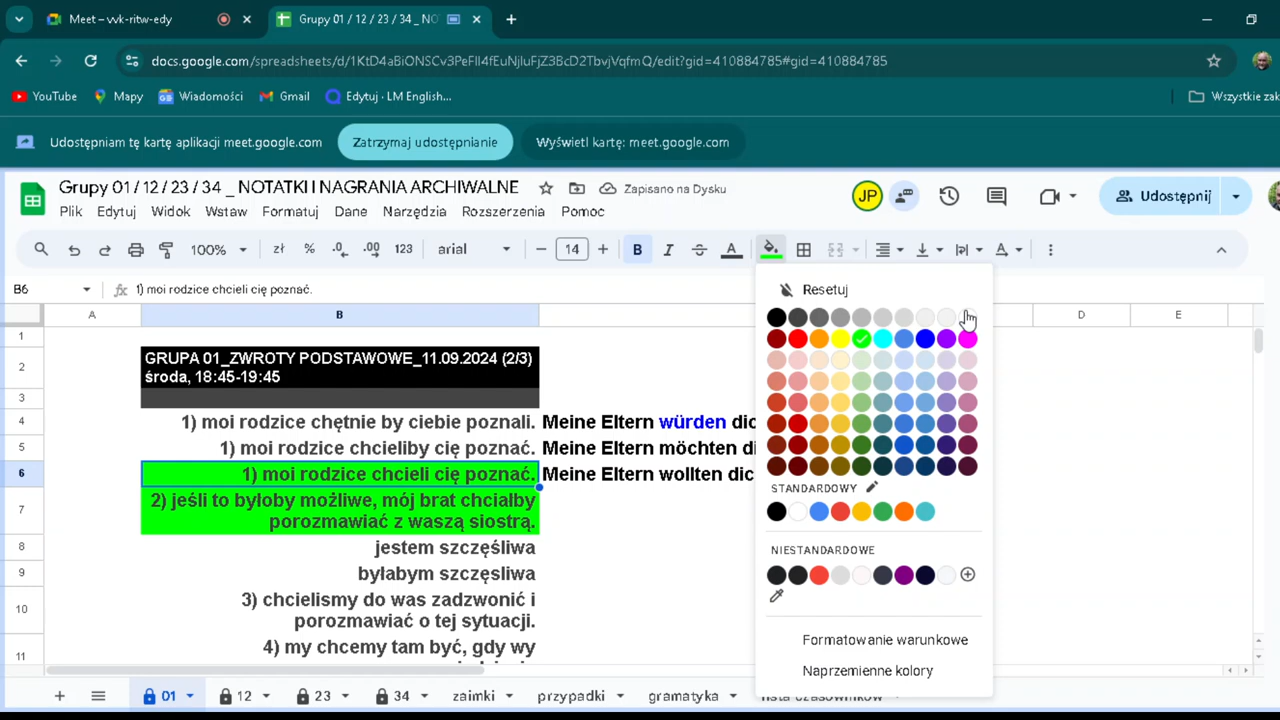 Meet – vvk-ritw-edy
Grupy 01 / 12 / 23 / 34 _ NO
docs.google.com/spreadsheets/d/1KtD4aBiONSCv3PeFlI4fEuNjluFjZ3BcD2TbvjVqfmQ/edit?gid=410884785#gid=410884785
YouTube Mapy Wiadomości Gmail Edytuj · LM English... Wszystkie zak
Udostępniam tę kartę aplikacji meet.google.com Zatrzymaj udostępnianie Wyświetl kartę: meet.google.com
Grupy 01 / 12 / 23 / 34 _ NOTATKI I NAGRANIA ARCHIWALNE Zapisano na Dysku JP Udostępnij
Plik Edytuj Widok Wstaw Formatuj Dane Narzędzia Rozszerzenia Pomoc
100% zł % .0 .00 123 arial 14 B I A
B6 fx 1) moi rodzice chcieli cię poznać.
Resetuj
A B D E
1
2 GRUPA 01_ZWROTY PODSTAWOWE_11.09.2024 (2/3)
środa, 18:45-19:45
3
4 1) moi rodzice chętnie by ciebie poznali. Meine Eltern würden dic
5 1) moi rodzice chcieliby cię poznać. Meine Eltern möchten di
6 1) moi rodzice chcieli cię poznać. Meine Eltern wollten dic
7 2) jeśli to byłoby możliwe, mój brat chciałby
porozmawiać z waszą siostrą.
8 jestem szczęśliwa
9 byłabym szczęsliwa
10 3) chcielismy do was zadzwonić i
porozmawiać o tej sytuacji.
11 4) my chcemy tam być, gdy wy
STANDARDOWY
NIESTANDARDOWE
Formatowanie warunkowe
Naprzemienne kolory
01 12 23 34 zaimki przypadki gramatyka lista czasowników